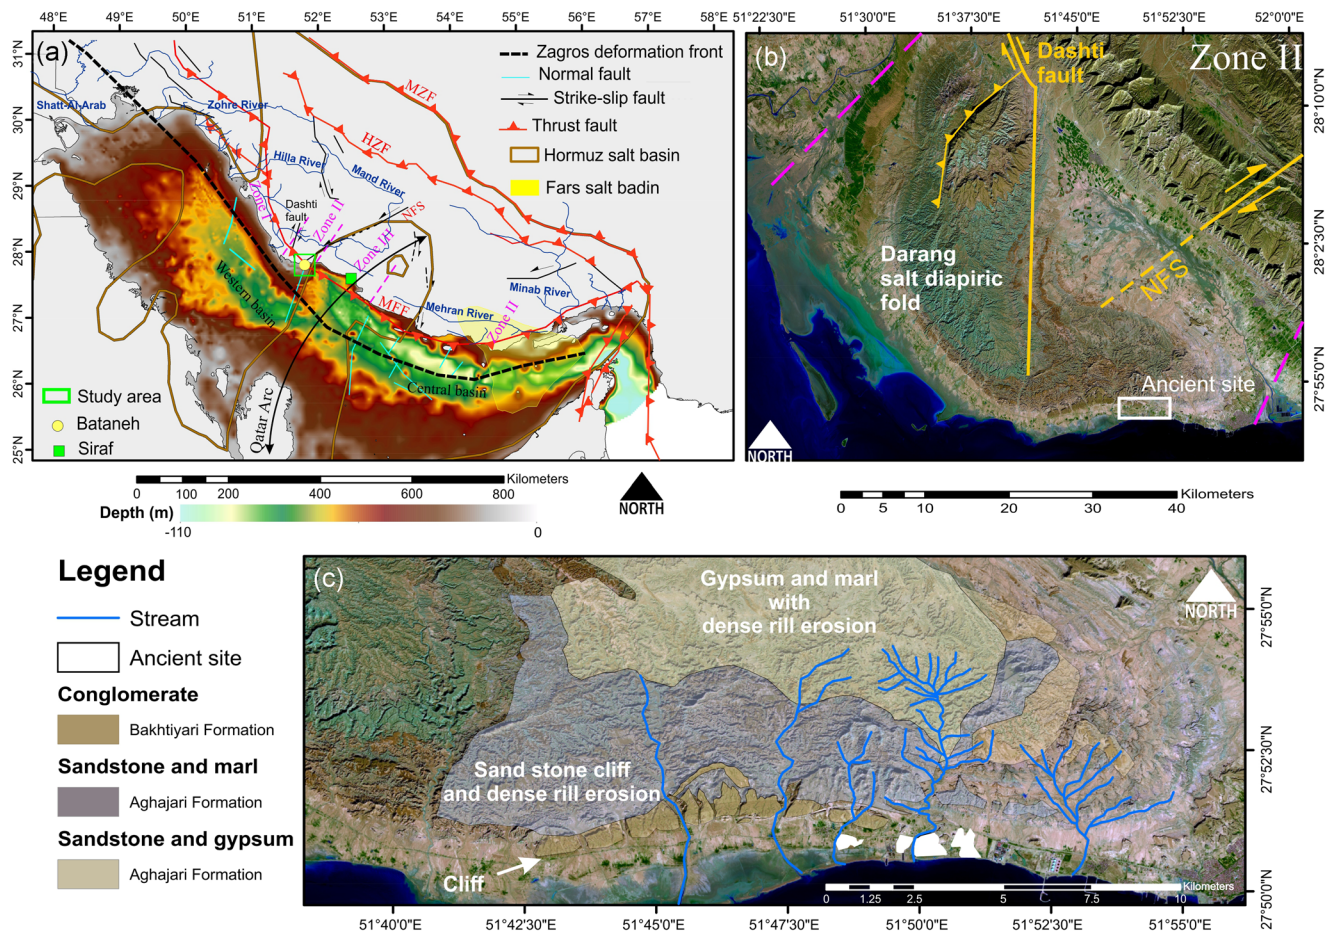 48°E
49°E
50°E
51°E
52°E
53°E
54°E
55°E
56°E
57°E
58°E
31°N
30°N
29°N
28°N
27°N
26°N
25°N
(a)
Zagros deformation front
Normal fault
Strike-slip fault
Thrust fault
Hormuz salt basin
Fars salt badin
MZF
HZF
Shatt-Al-Arab
Zohre River
Hilla River
Mand River
Zone I
Dashti
fault
Zone II
NFS
Zone III
Western basin
MFF
Mehran River
Minab River
Zone II
Central basin
Qatar Arc
Study area
Bataneh
Siraf
0
100
200
400
600
800
Kilometers
Depth (m)
-110
0
NORTH
51°22'30"E
51°30'0"E
51°37'30"E
51°45'0"E
51°52'30"E
52°0'0"E
28°10'0"N
28°2'30"N
27°55'0"N
(b)
Dashti
fault
Zone II
Darang
salt diapiric
fold
NFS
Ancient site
NORTH
0
5
10
20
30
40
Kilometers
Legend
Stream
Ancient site
Conglomerate
Bakhtiyari Formation
Sandstone and marl
Aghajari Formation
Sandstone and gypsum
Aghajari Formation
(c)
Gypsum and marl
with
dense rill erosion
NORTH
Sand stone cliff
and dense rill erosion
Cliff
0
1.25
2.5
5
7.5
10
Kilometers
27°55'0"N
27°52'30"N
27°50'0"N
51°40'0"E
51°42'30"E
51°45'0"E
51°47'30"E
51°50'0"E
51°52'30"E
51°55'0"E